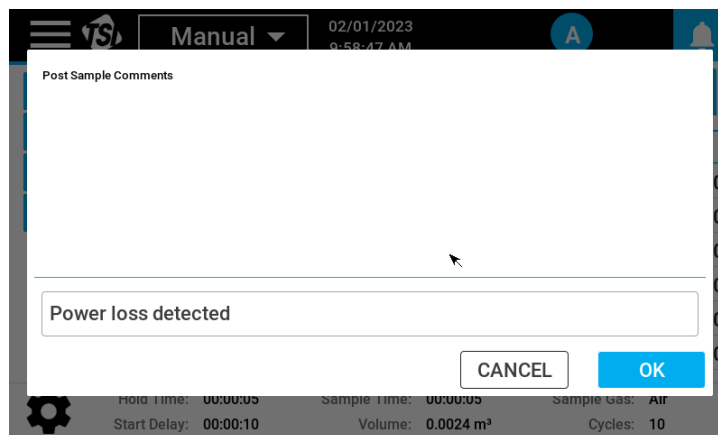 TSI
Manual
02/01/2023
9:58:47 AM
A
Post Sample Comments
Power loss detected
CANCEL
OK
Hold Time: 00:00:05 Sample Time: 00:00:05 Sample Gas: Air
Start Delay: 00:00:10 Volume: 0.0024 m³ Cycles: 10